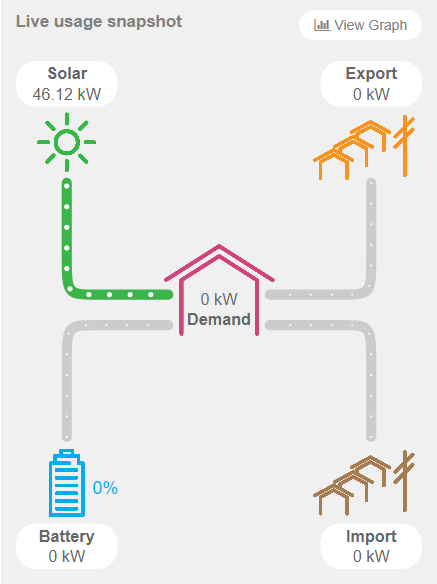 Live usage snapshot
View Graph
Solar
46.12 kW
Export
0 kW
0 kW
Demand
0%
Battery
0 kW
Import
0 kW